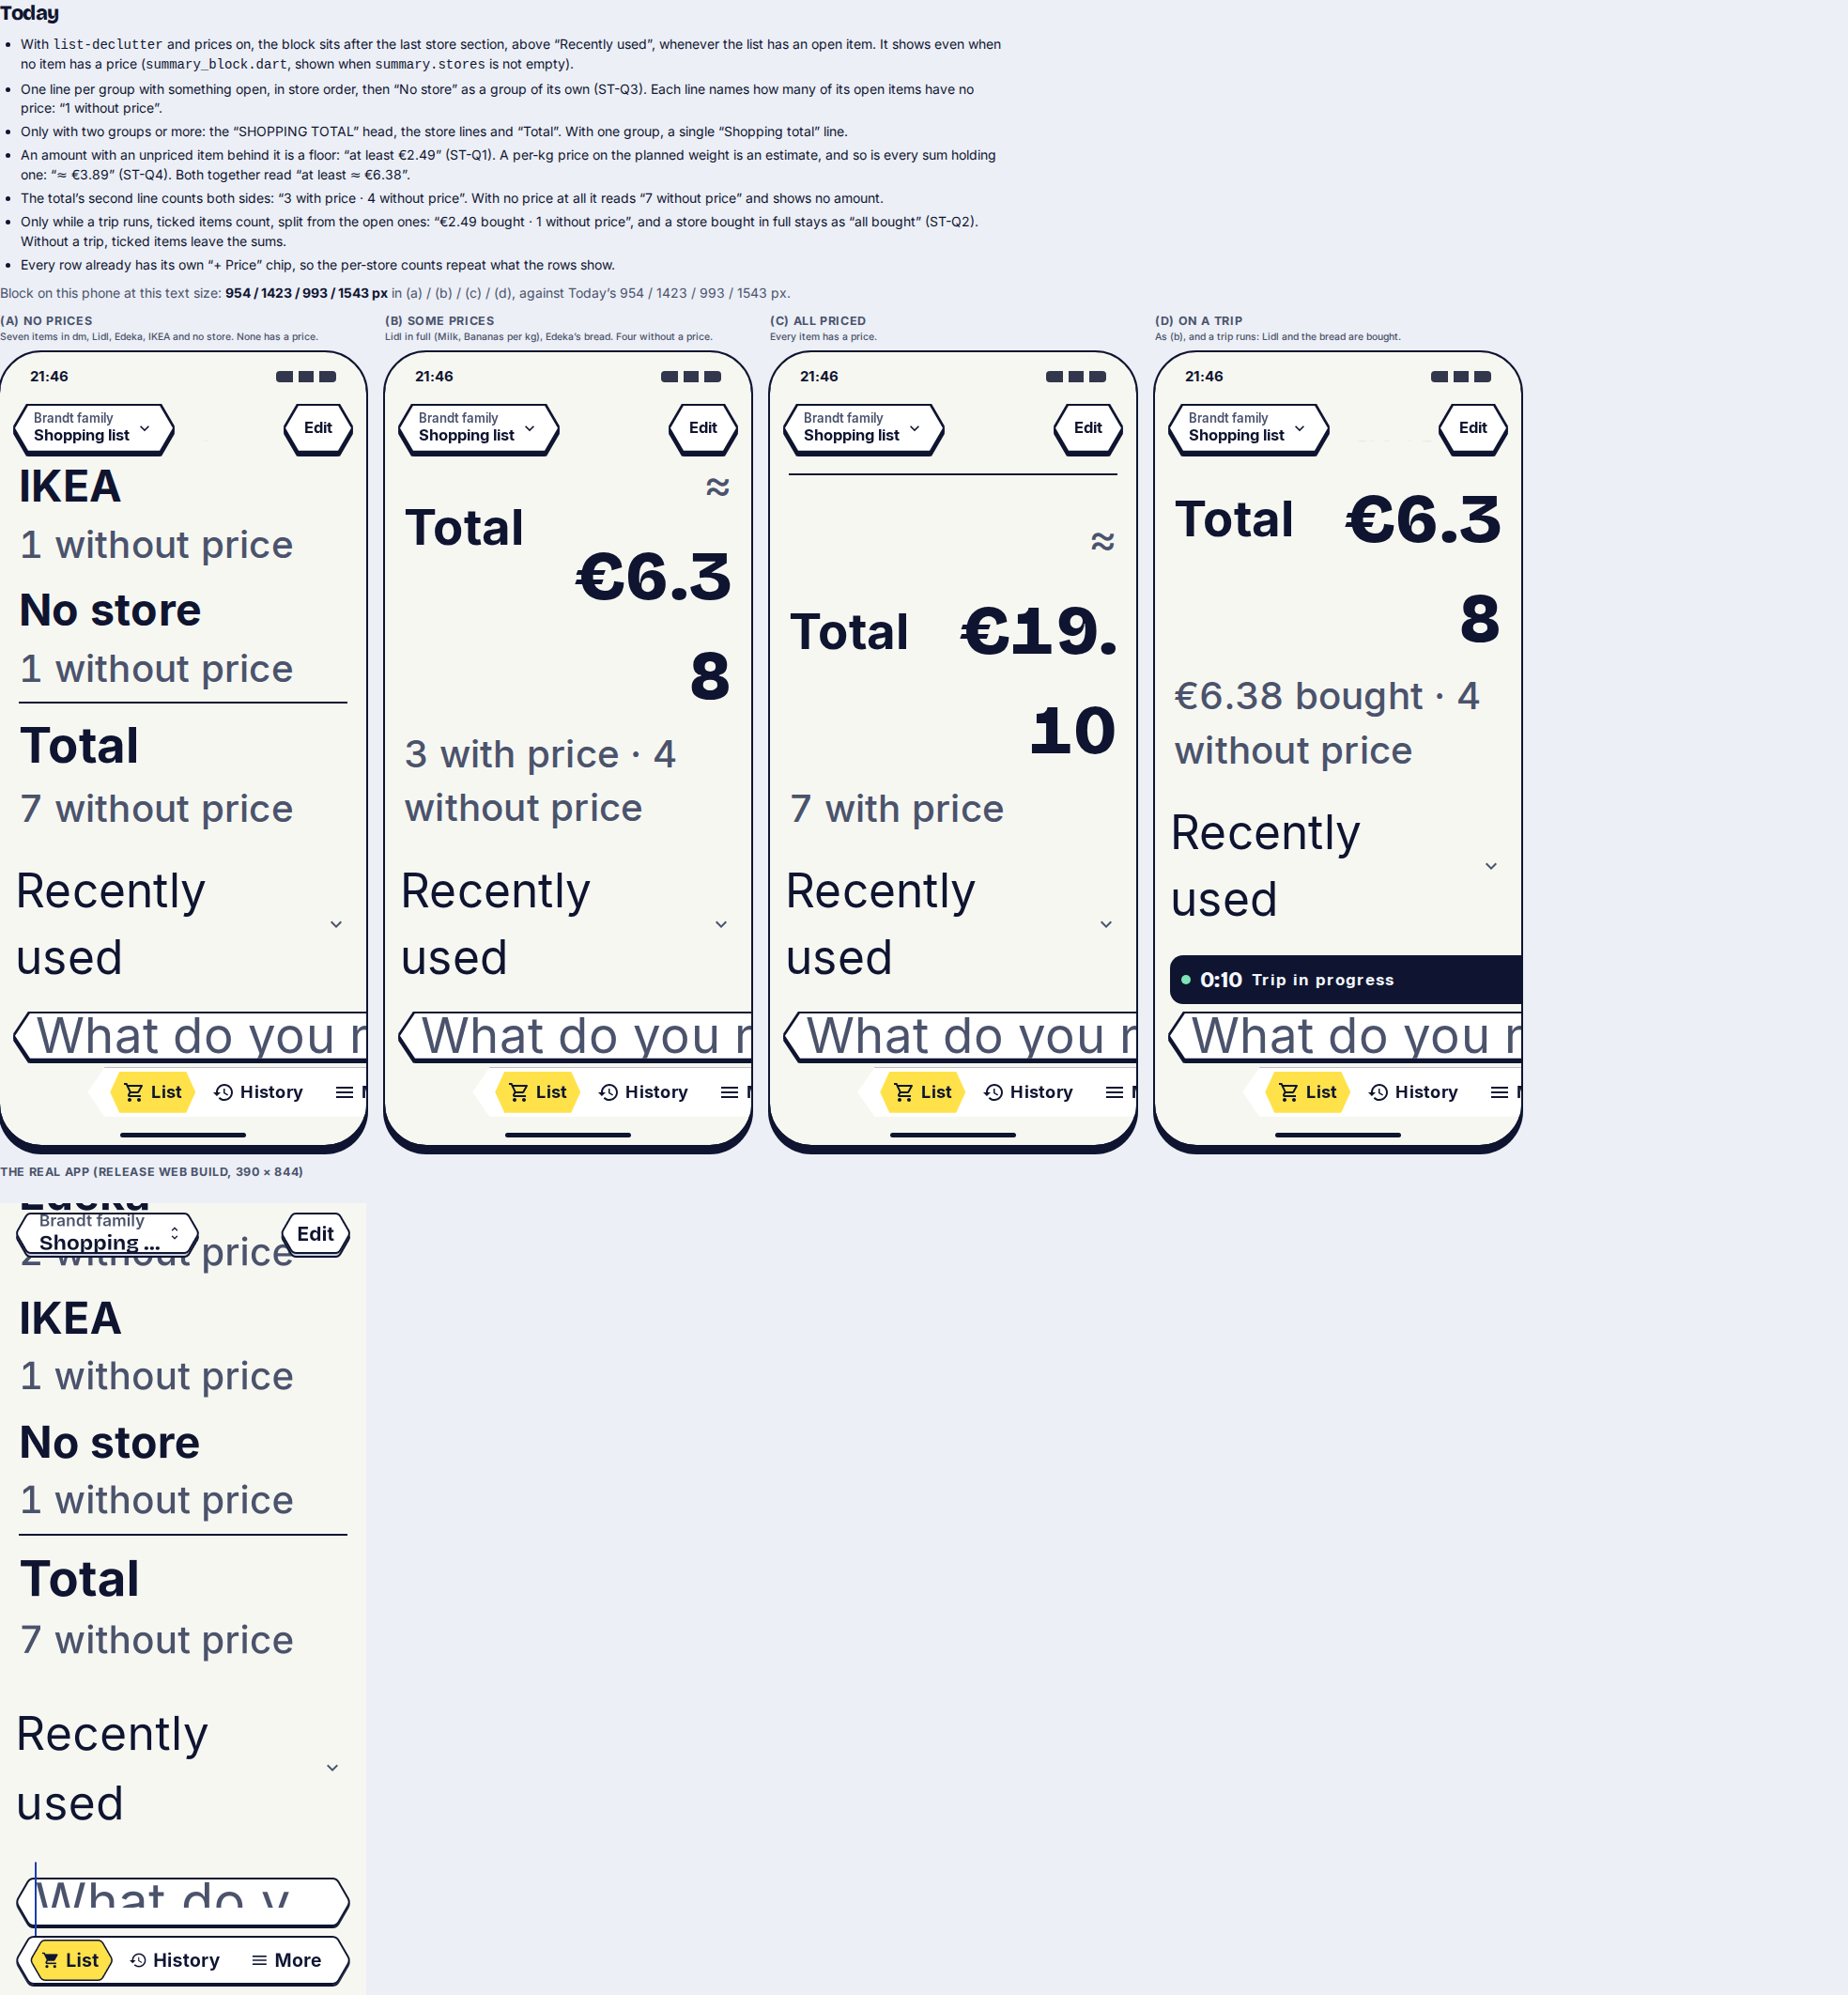 Today
With list-declutter and prices on, the block sits after the last store section, above “Recently used”, whenever the list has an open item. It shows even when
no item has a price (summary_block.dart, shown when summary.stores is not empty).
One line per group with something open, in store order, then “No store” as a group of its own (ST-Q3). Each line names how many of its open items have no
price: “1 without price”.
Only with two groups or more: the “SHOPPING TOTAL” head, the store lines and “Total”. With one group, a single “Shopping total” line.
An amount with an unpriced item behind it is a floor: “at least €2.49” (ST-Q1). A per-kg price on the planned weight is an estimate, and so is every sum holding
one: “≈ €3.89” (ST-Q4). Both together read “at least ≈ €6.38”.
The total’s second line counts both sides: “3 with price · 4 without price”. With no price at all it reads “7 without price” and shows no amount.
Only while a trip runs, ticked items count, split from the open ones: “€2.49 bought · 1 without price”, and a store bought in full stays as “all bought” (ST-Q2).
Without a trip, ticked items leave the sums.
Every row already has its own “+ Price” chip, so the per-store counts repeat what the rows show.
Block on this phone at this text size: 954 / 1423 / 993 / 1543 px in (a) / (b) / (c) / (d), against Today’s 954 / 1423 / 993 / 1543 px.
(A) NO PRICES
Seven items in dm, Lidl, Edeka, IKEA and no store. None has a price.
21:46
Brandt family
Shopping list
Edit
IKEA
1 without price
No store
1 without price
Total
7 without price
Recently
used
What do you
List
History
(B) SOME PRICES
Lidl in full (Milk, Bananas per kg), Edeka’s bread. Four without a price.
21:46
Brandt family
Shopping list
Edit
≈
Total
€6.3
8
3 with price · 4
without price
Recently
used
What do you
List
History
(C) ALL PRICED
Every item has a price.
21:46
Brandt family
Shopping list
Edit
≈
Total
€19.
10
7 with price
Recently
used
What do you
List
History
(D) ON A TRIP
As (b), and a trip runs: Lidl and the bread are bought.
21:46
Brandt family
Shopping list
Edit
Total
€6.3
8
€6.38 bought · 4
without price
Recently
used
0:10 Trip in progress
What do you
List
History
THE REAL APP (RELEASE WEB BUILD, 390 × 844)
Edeka
Brandt family
Shopping ...
Edit
price
IKEA
1 without price
No store
1 without price
Total
7 without price
Recently
used
What do y
List
History
More